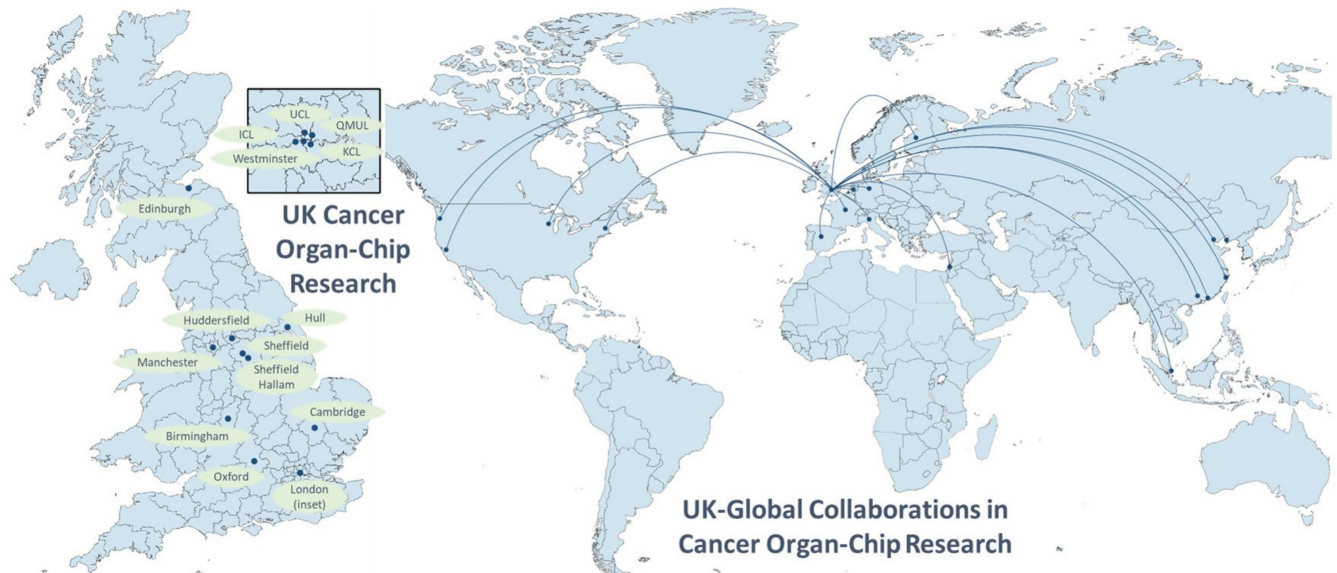 UCL
ICL
QMUL
Westminster
KCL
Edinburgh
UK Cancer
Organ-Chip
Research
Huddersfield
Hull
Sheffield
Manchester
Sheffield
Hallam
Cambridge
Birmingham
Oxford
London
(inset)
UK-Global Collaborations in
Cancer Organ-Chip Research